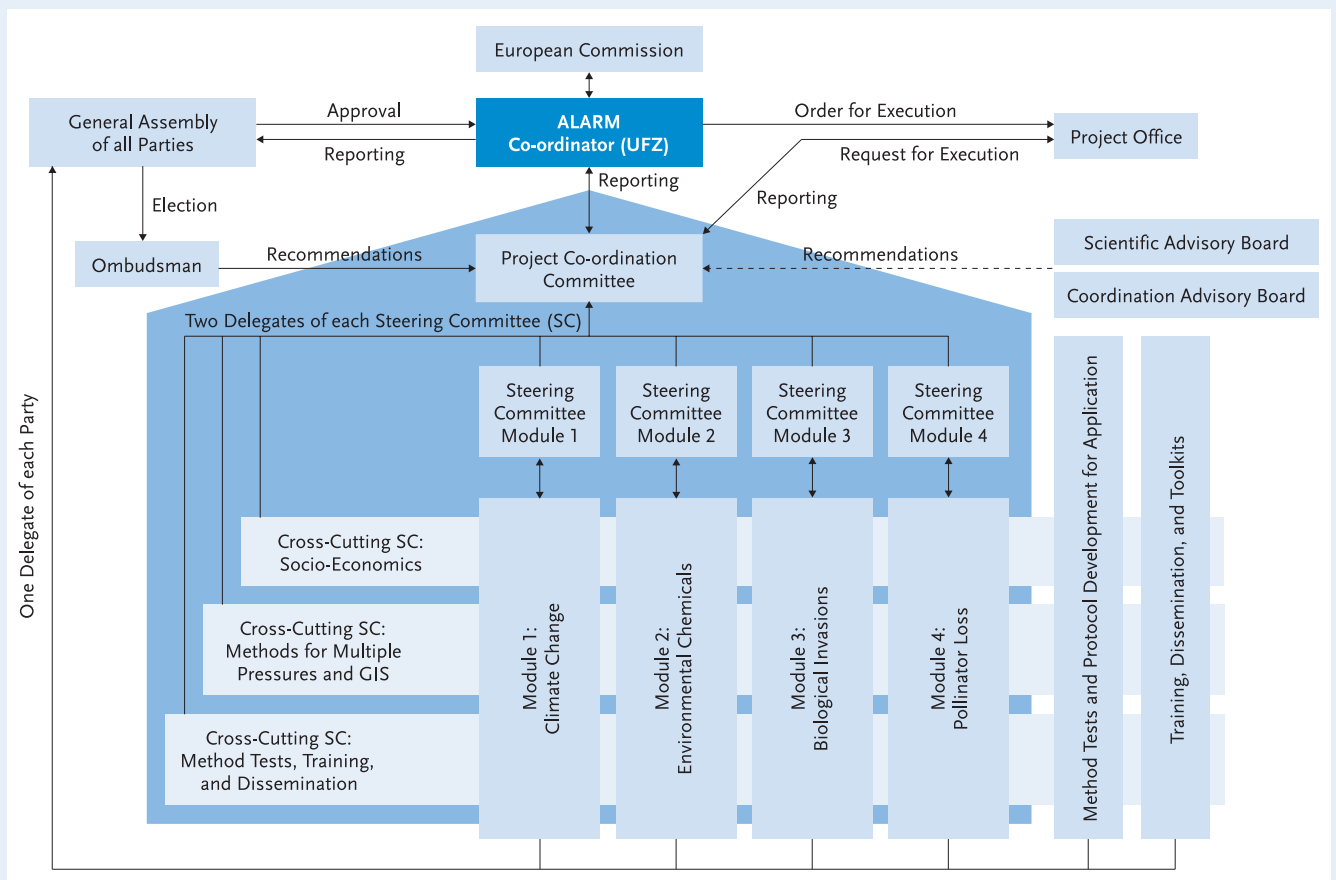 European Commission
General Assembly
of all Parties
Approval
Reporting
ALARM
Co-ordinator (UFZ)
Order for Execution
Request for Execution
Project Office
Reporting
Reporting
Election
Ombudsman
Recommendations
Project Co-ordination
Committee
Recommendations
Scientific Advisory Board
Coordination Advisory Board
Two Delegates of each Steering Committee (SC)
Steering
Committee
Module 1
Steering
Committee
Module 2
Steering
Committee
Module 3
Steering
Committee
Module 4
One Delegate of each Party
Cross-Cutting SC:
Socio-Economics
Cross-Cutting SC:
Methods for Multiple
Pressures and GIS
Cross-Cutting SC:
Method Tests, Training,
and Dissemination
Module 1:
Climate Change
Module 2:
Environmental Chemicals
Module 3:
Biological Invasions
Module 4:
Pollinator Loss
Method Tests and Protocol Development for Application
Training, Dissemination, and Toolkits